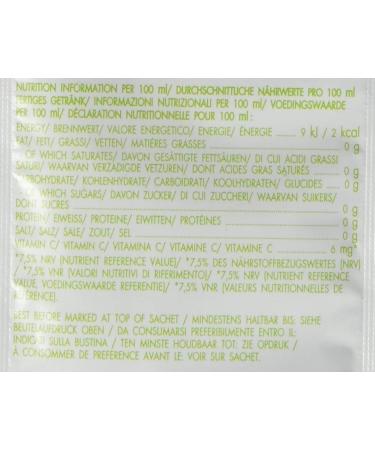 NUTRITION INFORMATION PER 100 ml/ DURCHSCHNITTLICHE NÄHRWERTE PRO 100 ml
FERTIGES GETRÄNK/ INFORMAZIONI NUTRIZIONALI PER 100 ml/ VOEDINGSWAARDE
PER 100 ml/ DÉCLARATION NUTRITIONNELLE POUR 100 ml :
ENERGY/ BRENNWERT/ VALORE ENERGETICO/ ENERGIE/ ÉNERGIE .... 9 kJ / 2 kcal
FAT/ FETT/ GRASSI/ VETTEN/ MATIÈRES GRASSES .... 0 g
- OF WHICH SATURATES/ DAVON GESÄTTIGTE FETTSÄUREN/ DI CUI ACIDI GRASSI
SATURI/ WAARVAN VERZADIGDE VETZUREN/ DONT ACIDES GRAS SATURÉS .... 0 g
CARBOHYDRATE/ KOHLENHYDRATE/ CARBOIDRATI/ KOOLHYDRATEN/ GLUCIDES .... 0 g
- OF WHICH SUGARS/ DAVON ZUCKER/ DI CUI ZUCCHERI/ WAARVAN SUIKERS/
DONT SUCRES .... 0 g
PROTEIN/ EIWEISS/ PROTEINE/ EIWITTEN/ PROTÉINES .... 0 g
SALT/ SALZ/ SALE/ ZOUT/ SEL .... 0 g
VITAMIN C/ VITAMIN C/ VITAMINA C/ VITAMINE C/ VITAMINE C .... 6 mg*
*7,5% NRV (NUTRIENT REFERENCE VALUE)/ *7,5% DES NÄHRSTOFFBEZUGSWERTES (NRV)
/ *7,5% VNR (VALORI NUTRITIVI DI RIFERIMENTO)/ *7,5% NRV (NUTRIENT REFERENCE
VALUE, VOEDINGSWAARDE REFERENTIE)/ *7,5% VNR (VALEURS NUTRITIONNELLES DE
RÉFÉRENCE).
BEST BEFORE MARKED AT TOP OF SACHET / MINDESTENS HALTBAR BIS: SIEHE
BEUTELAUFDRUCK OBEN / DA CONSUMARSI PREFERIBILMENTE ENTRO IL:
INDICATO SULLA BUSTINA / TEN MINSTE HOUDBAAR TOT: ZIE OPDRUK /
À CONSOMMER DE PREFERENCE AVANT LE: VOIR SUR SACHET.